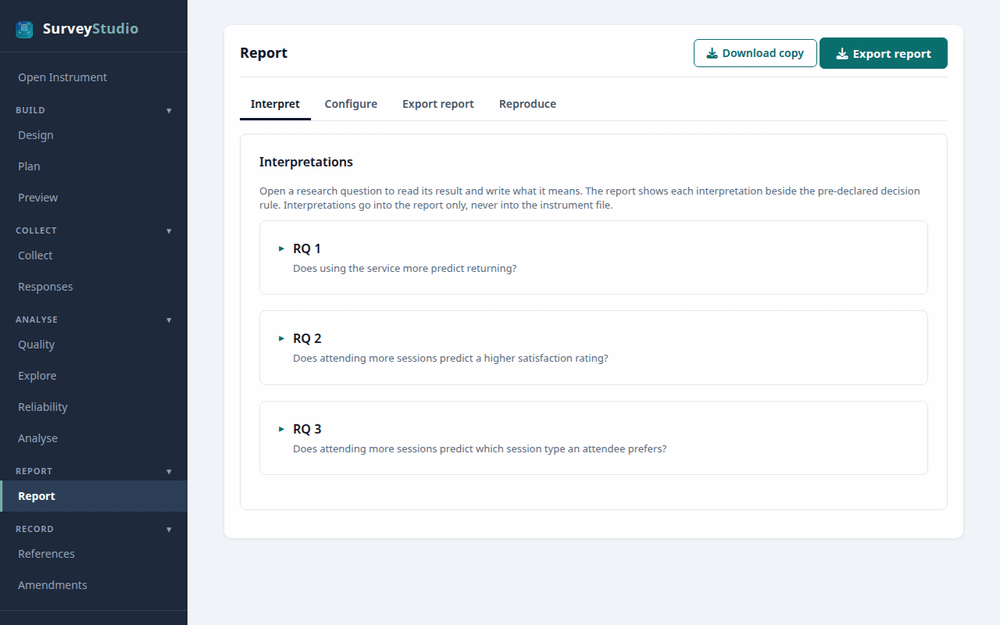 SurveyStudio
Open Instrument
BUILD
Design
Plan
Preview
COLLECT
Collect
Responses
ANALYSE
Quality
Explore
Reliability
Analyse
REPORT
Report
RECORD
References
Amendments
Report
Download copy
Export report
Interpret
Configure
Export report
Reproduce
Interpretations
Open a research question to read its result and write what it means. The report shows each interpretation beside the pre-declared decision
rule. Interpretations go into the report only, never into the instrument file.
RQ 1
Does using the service more predict returning?
RQ 2
Does attending more sessions predict a higher satisfaction rating?
RQ 3
Does attending more sessions predict which session type an attendee prefers?